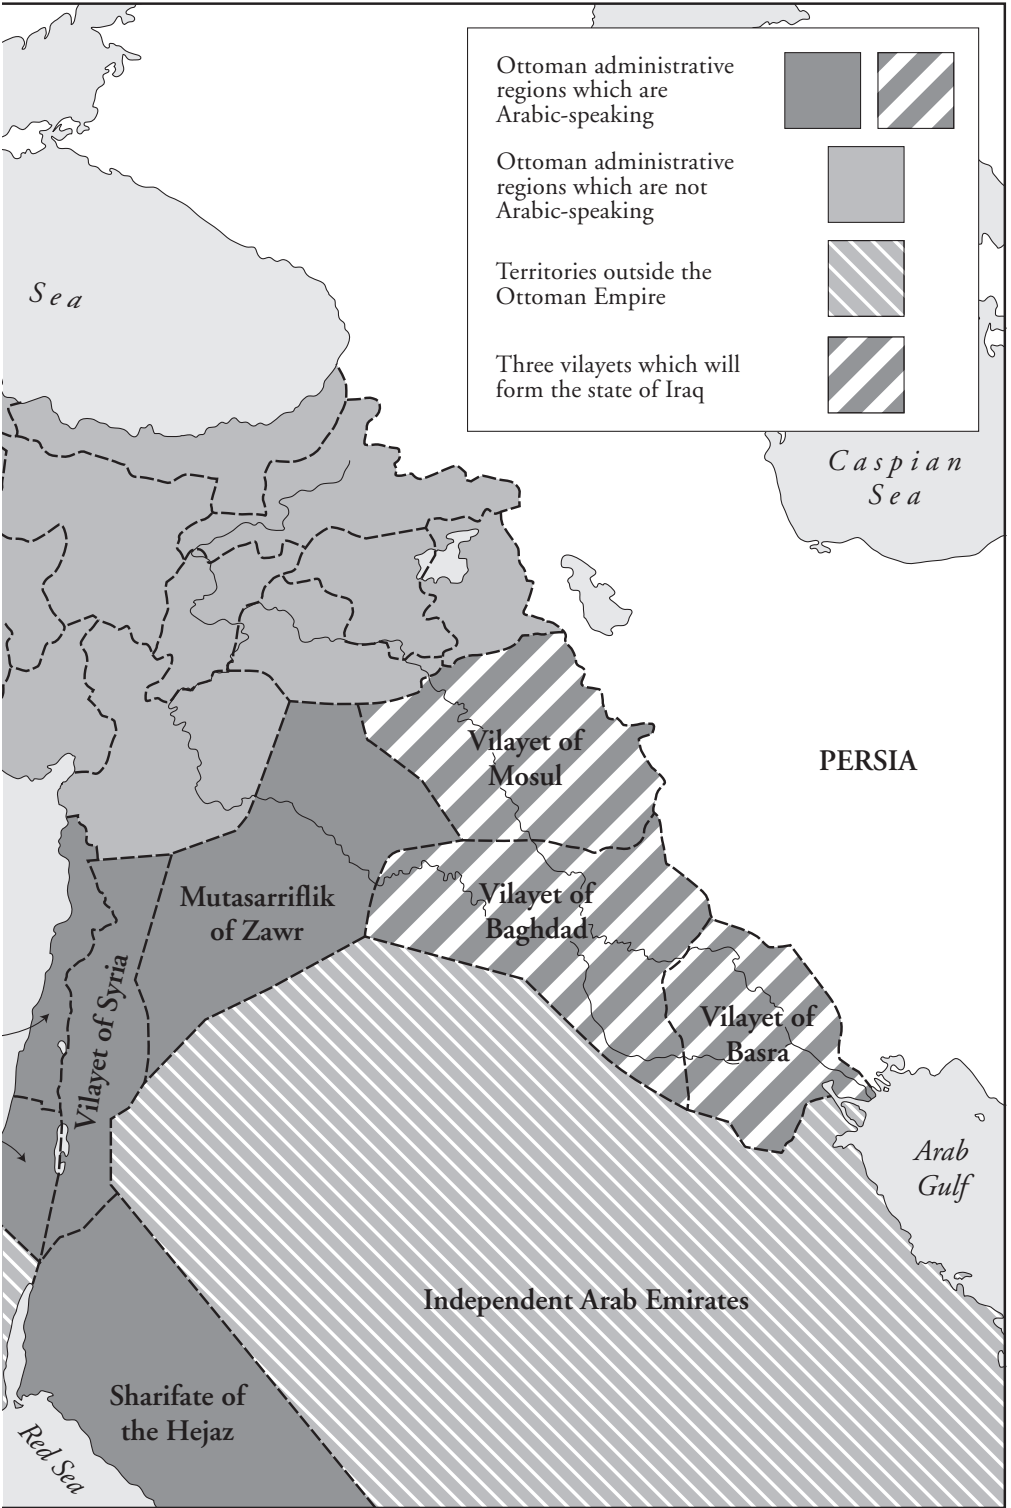 Ottoman administrative
regions which are
Arabic-speaking
Ottoman administrative
regions which are not
Arabic-speaking
Territories outside the
Ottoman Empire
Three vilayets which will
form the state of Iraq
Sea
Caspian
Sea
PERSIA
Vilayet of
Mosul
Mutasarriflik
of Zawr
Vilayet of
Baghdad
Vilayet of Syria
Vilayet of
Basra
Arab
Gulf
Independent Arab Emirates
Sharifate of
the Hejaz
Red Sea